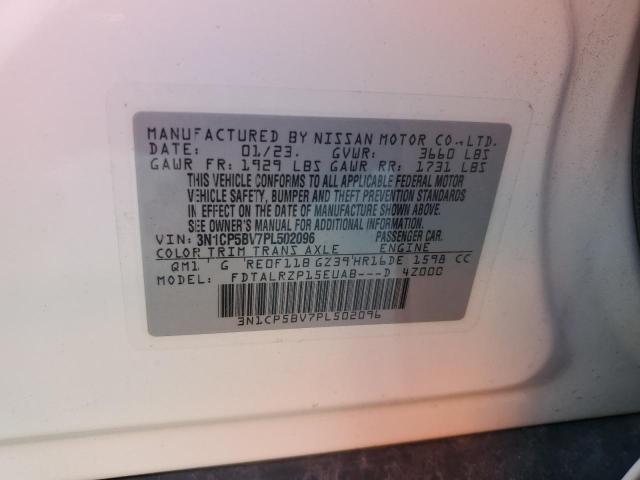 MANUFACTURED BY NISSAN MOTOR CO.,LTD.
DATE: 01/23. GVWR: 3660 LBS
GAWR FR: 1929 LBS GAWR RR: 1731 LBS
THIS VEHICLE CONFORMS TO ALL APPLICABLE FEDERAL MOTOR
VEHICLE SAFETY, BUMPER, AND THEFT PREVENTION STANDARDS
IN EFFECT ON THE DATE OF MANUFACTURE SHOWN ABOVE.
SEE OWNER'S MANUAL FOR ADDITIONAL INFORMATION.
VIN: 3N1CP5BV7PL502096 PASSENGER CAR.
COLOR TRIM TRANS AXLE ENGINE
QM1 G RE0F11B GZ39 HR16DE 1598 CC
MODEL: FDTALRZP15EUAB---D 4Z000
3N1CP5BV7PL502096